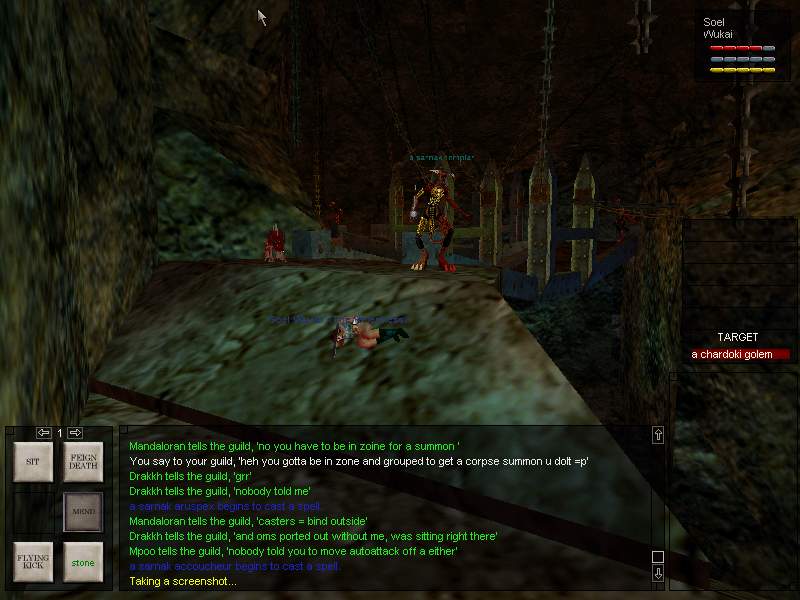 Soel
Wukai
a sarnak templar
TARGET
a chardoki golem
1
SIT
FEIGN
DEATH
MEND
FLYING
KICK
stone
Mandaloran tells the guild, 'no you have to be in zoine for a summon '
You say to your guild, 'heh you gotta be in zone and grouped to get a corpse summon u dolt =p'
Drakkh tells the guild, 'grr'
Drakkh tells the guild, 'nobody told me'
a sarnak aruspex begins to cast a spell.
Mandaloran tells the guild, 'casters = bind outside'
Drakkh tells the guild, 'and oms ported out without me, was sitting right there'
Mpoo tells the guild, 'nobody told you to move autoattack off a either'
a sarnak accoucheur begins to cast a spell.
Taking a screenshot...